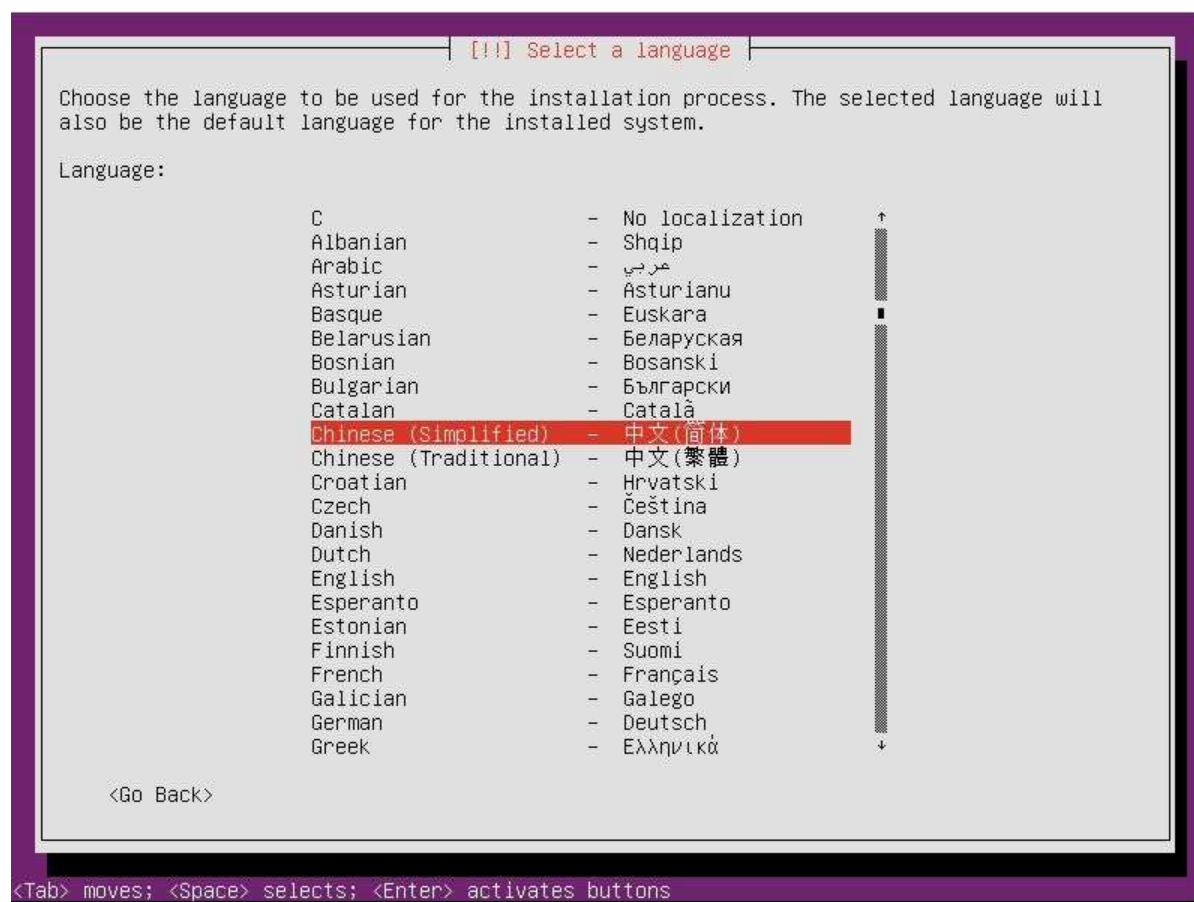 [!!] Select a language
Choose the language to be used for the installation process. The selected language will
also be the default language for the installed system.
Language:
C - No localization
Albanian - Shqip
Arabic - عربي
Asturian - Asturianu
Basque - Euskara
Belarusian - Беларуская
Bosnian - Bosanski
Bulgarian - Български
Catalan - Català
Chinese (Simplified) - 中文(简体)
Chinese (Traditional) - 中文(繁體)
Croatian - Hrvatski
Czech - Čeština
Danish - Dansk
Dutch - Nederlands
English - English
Esperanto - Esperanto
Estonian - Eesti
Finnish - Suomi
French - Français
Galician - Galego
German - Deutsch
Greek - Ελληνικά
<Go Back>
<Tab> moves; <Space> selects; <Enter> activates buttons